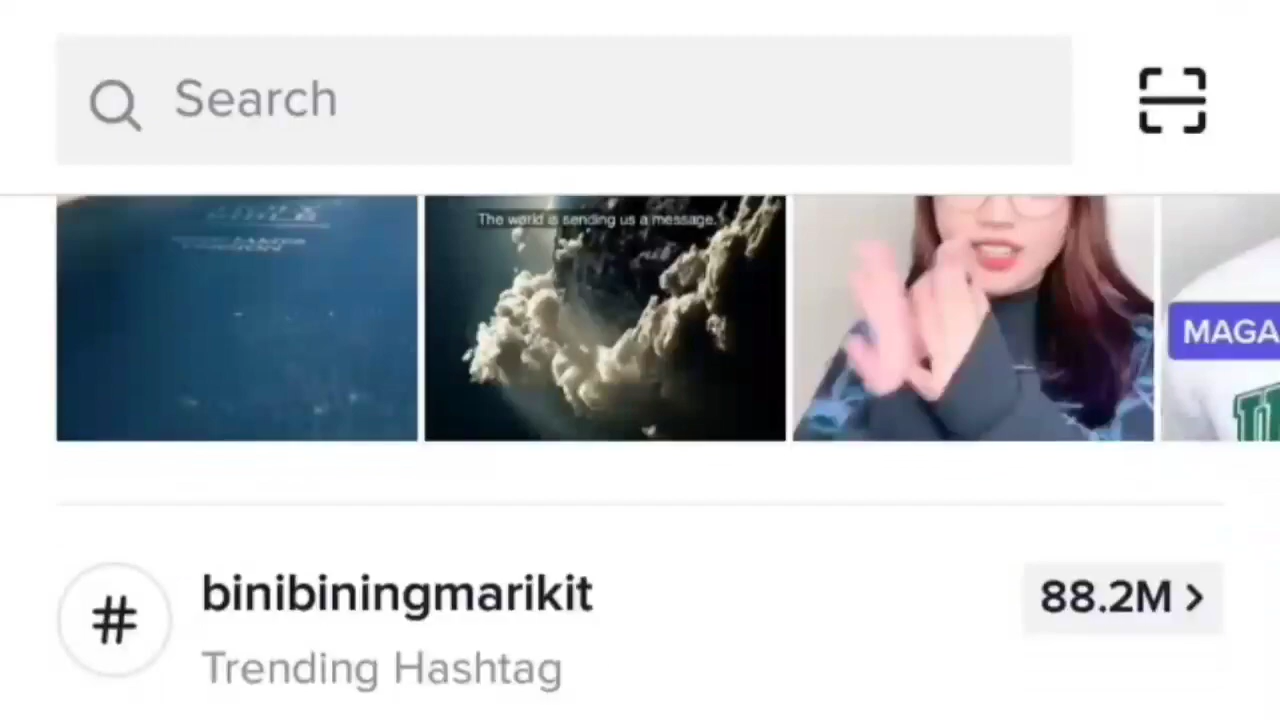 Search
The world is sending us a message.
MAGA
binibiningmarikit
88.2M >
Trending Hashtag